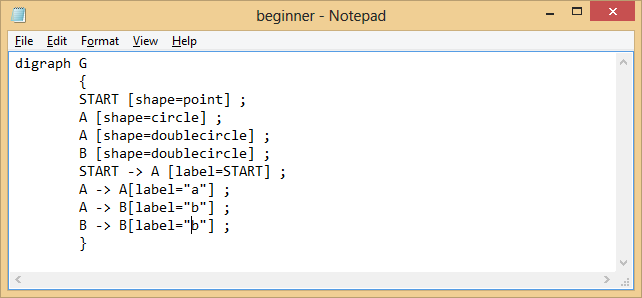 beginner - Notepad
File Edit Format View Help
digraph G
{
START [shape=point] ;
A [shape=circle] ;
A [shape=doublecircle] ;
B [shape=doublecircle] ;
START -> A [label=START] ;
A -> A[label="a"] ;
A -> B[label="b"] ;
B -> B[label="b"] ;
}